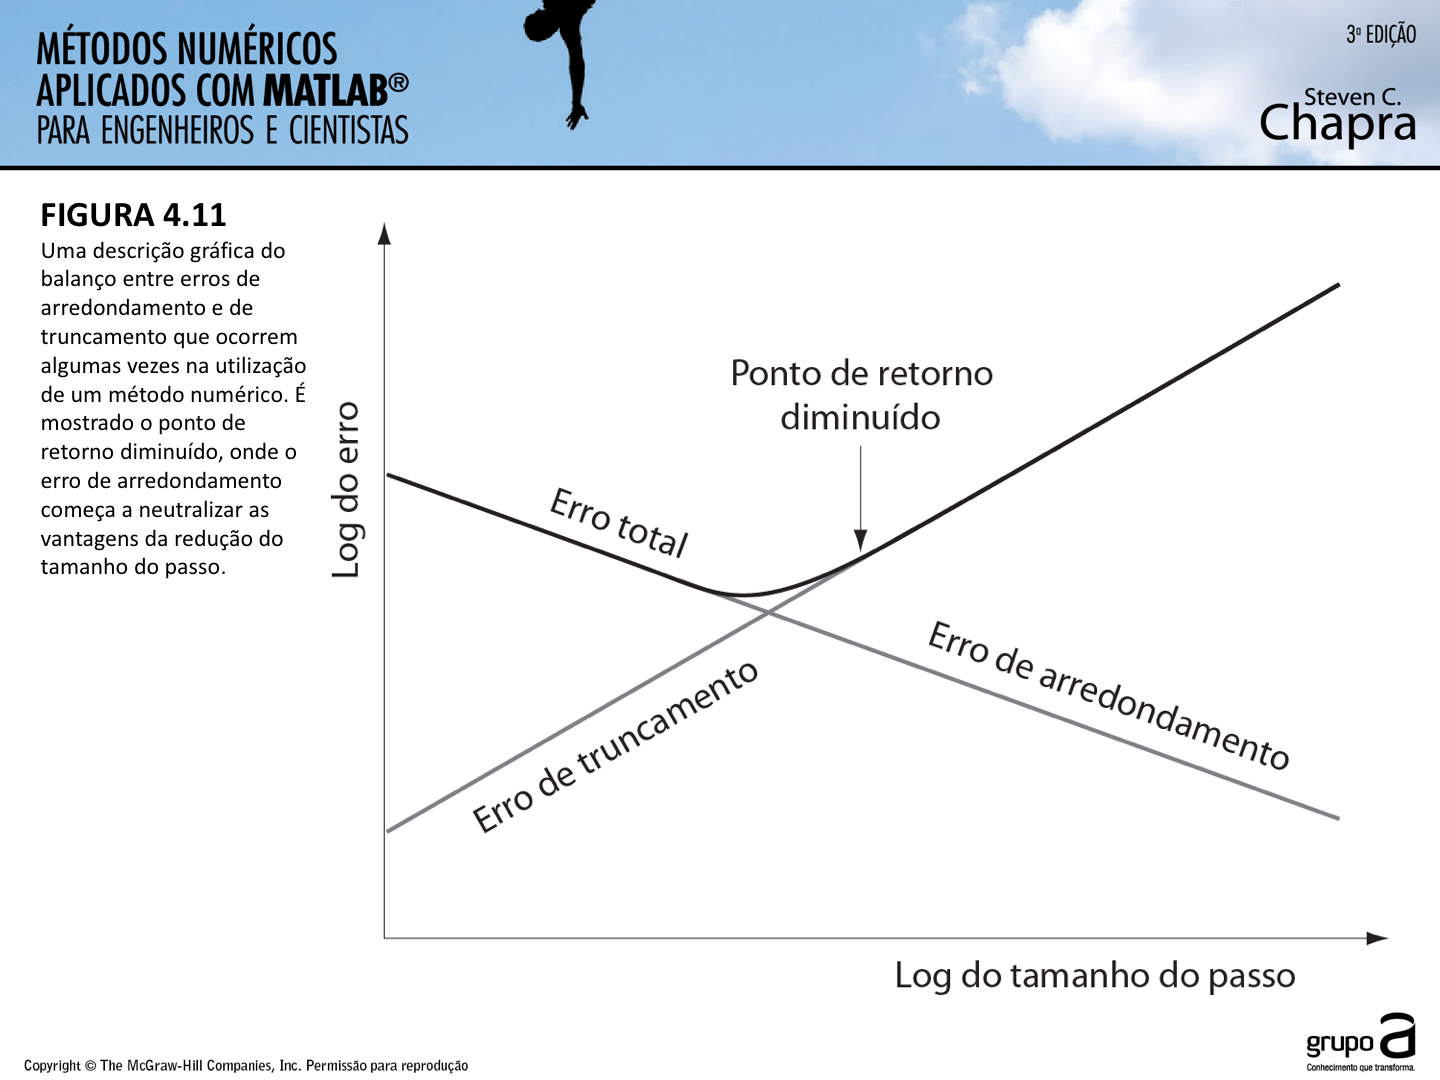 MÉTODOS NUMÉRICOS
APLICADOS COM MATLAB®
PARA ENGENHEIROS E CIENTISTAS
3ª EDIÇÃO
Steven C.
Chapra
FIGURA 4.11
Uma descrição gráfica do
balanço entre erros de
arredondamento e de
truncamento que ocorrem
algumas vezes na utilização
de um método numérico. É
mostrado o ponto de
retorno diminuído, onde o
erro de arredondamento
começa a neutralizar as
vantagens da redução do
tamanho do passo.
Log do erro
Ponto de retorno
diminuído
Erro total
Erro de truncamento
Erro de arredondamento
Log do tamanho do passo
Copyright © The McGraw-Hill Companies, Inc. Permissão para reprodução
grupo a
Conhecimento que transforma.